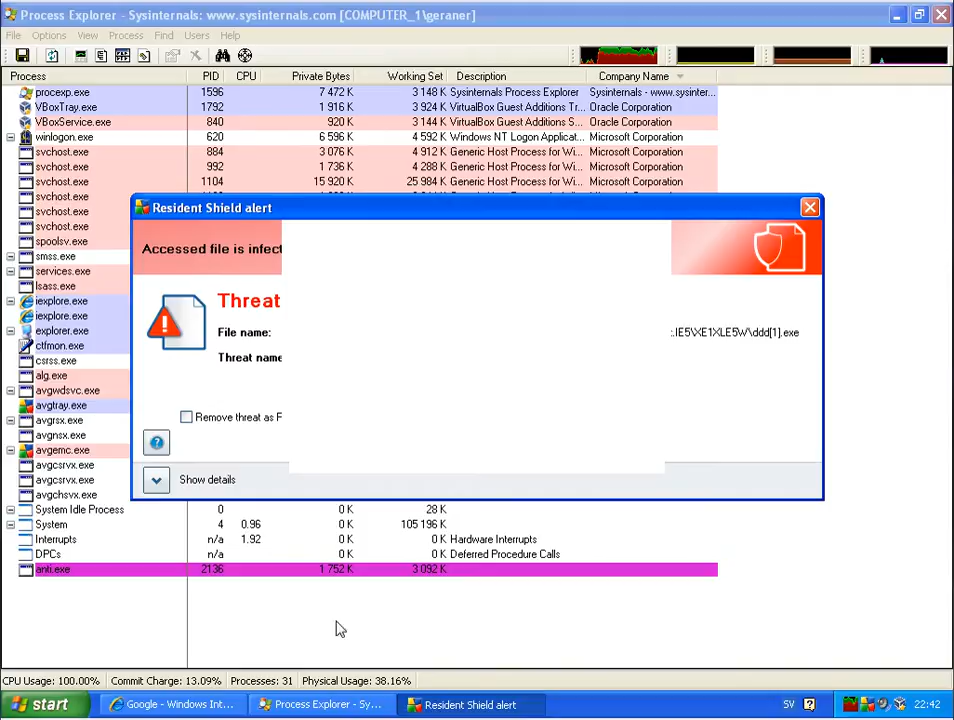 Process Explorer - Sysinternals: www.sysinternals.com [COMPUTER_1\geraner]
File Options View Process Find Users Help
Process PID CPU Private Bytes Working Set Description Company Name
procexp.exe 1596 7 472 K 3 148 K Sysinternals Process Explorer Sysinternals - www.sysinter...
VBoxTray.exe 1792 1 916 K 3 924 K VirtualBox Guest Additions Tr... Oracle Corporation
VBoxService.exe 840 920 K 3 144 K VirtualBox Guest Additions S... Oracle Corporation
winlogon.exe 620 6 596 K 4 592 K Windows NT Logon Applicat... Microsoft Corporation
svchost.exe 884 3 076 K 4 912 K Generic Host Process for Wi... Microsoft Corporation
svchost.exe 992 1 736 K 4 288 K Generic Host Process for Wi... Microsoft Corporation
svchost.exe 1104 15 920 K 25 984 K Generic Host Process for Wi... Microsoft Corporation
svchost.exe
svchost.exe
svchost.exe
spoolsv.exe
smss.exe
services.exe
lsass.exe
iexplore.exe
iexplore.exe
explorer.exe
ctfmon.exe
csrss.exe
alg.exe
avgwdsvc.exe
avgtray.exe
avgrsx.exe
avgnsx.exe
avgemc.exe
avgcsrvx.exe
avgcsrvx.exe
avgchsvx.exe
Resident Shield alert
Accessed file is infect
Threat
File name: :.IE5\XE1XLE5W\ddd[1].exe
Threat name
Remove threat as P
Show details
System Idle Process 0 0 K 28 K
System 4 0.96 0 K 105 196 K
Interrupts n/a 1.92 0 K 0 K Hardware Interrupts
DPCs n/a 0 K 0 K Deferred Procedure Calls
anti.exe 2136 1 752 K 3 092 K
CPU Usage: 100.00% Commit Charge: 13.09% Processes: 31 Physical Usage: 38.16%
start Google - Windows Int... Process Explorer - Sy... Resident Shield alert SV 22:42